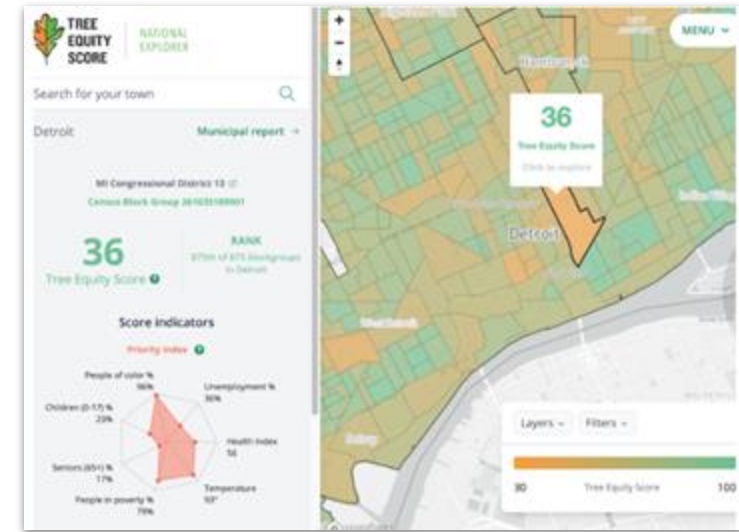 TREE
EQUITY
SCORE
NATIONAL
EXPLORER
Search for your town
Detroit
Municipal report →
MI Congressional District 13
Census Block Group
36
Tree Equity Score
RANK
in Detroit
Score indicators
Priority Index
People of color %
96%
Unemployment %
36%
Health Index
56
Temperature
People in poverty %
Seniors (65+) %
17%
Children (0-17) %
+
-
MENU
Hamtramck
36
Tree Equity Score
Click to explore
Detroit
Layers
Filters
30
Tree Equity Score
100